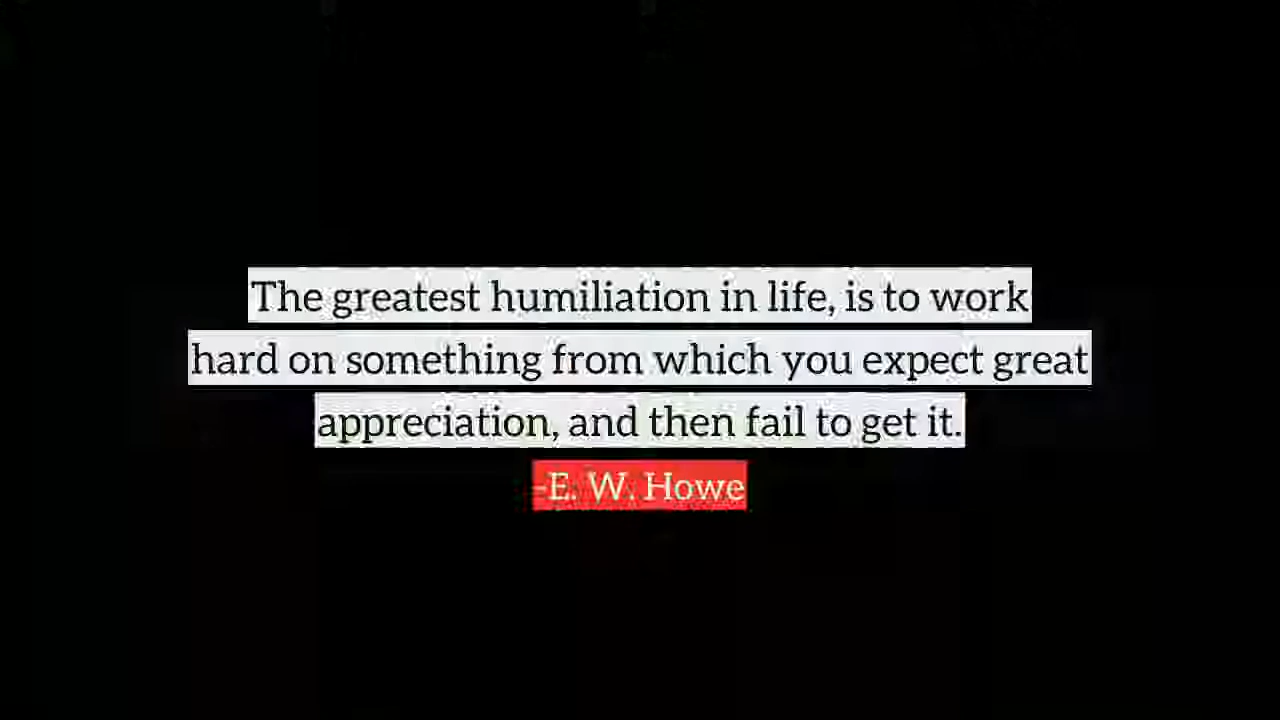 The greatest humiliation in life, is to work
hard on something from which you expect great
appreciation, and then fail to get it.
-E. W. Howe